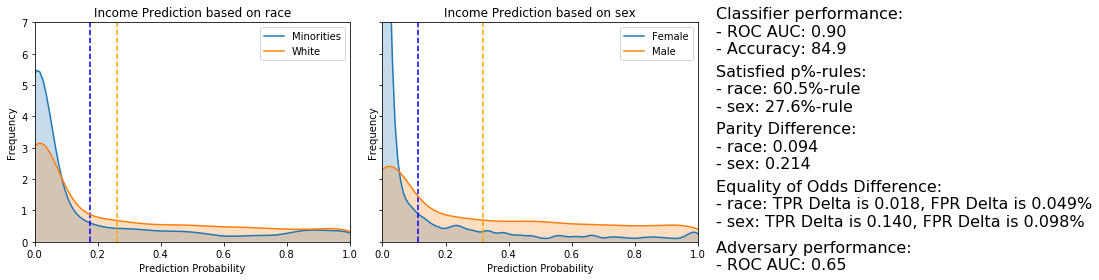 Income Prediction based on race
7
6
5
4
3
2
1
0
Frequency
Minorities
White
0.0 0.2 0.4 0.6 0.8 1.0
Prediction Probability
Income Prediction based on sex
Frequency
Female
Male
0.0 0.2 0.4 0.6 0.8 1.0
Prediction Probability
Classifier performance:
- ROC AUC: 0.90
- Accuracy: 84.9
Satisfied p%-rules:
- race: 60.5%-rule
- sex: 27.6%-rule
Parity Difference:
- race: 0.094
- sex: 0.214
Equality of Odds Difference:
- race: TPR Delta is 0.018, FPR Delta is 0.049%
- sex: TPR Delta is 0.140, FPR Delta is 0.098%
Adversary performance:
- ROC AUC: 0.65